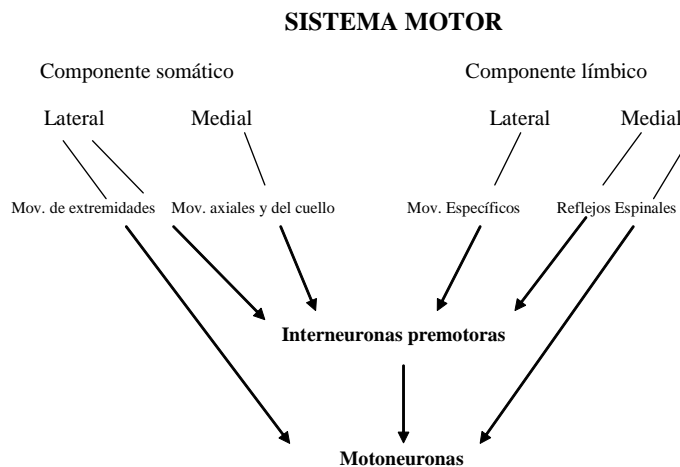 SISTEMA MOTOR
Componente somático
Componente límbico
Lateral
Medial
Lateral
Medial
Mov. de extremidades
Mov. axiales y del cuello
Mov. Específicos
Reflejos Espinales
Interneuronas premotoras
Motoneuronas